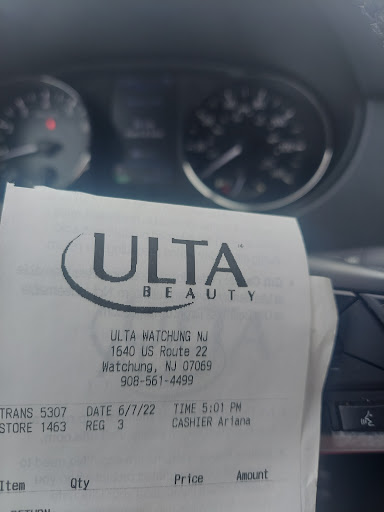 ULTA
BEAUTY
ULTA WATCHUNG NJ
1640 US Route 22
Watchung, NJ 07069
908-561-4499
TRANS 5307 DATE 6/7/22 TIME 5:01 PM
STORE 1463 REG 3 CASHIER Ariana
Item Qty Price Amount
RETURN